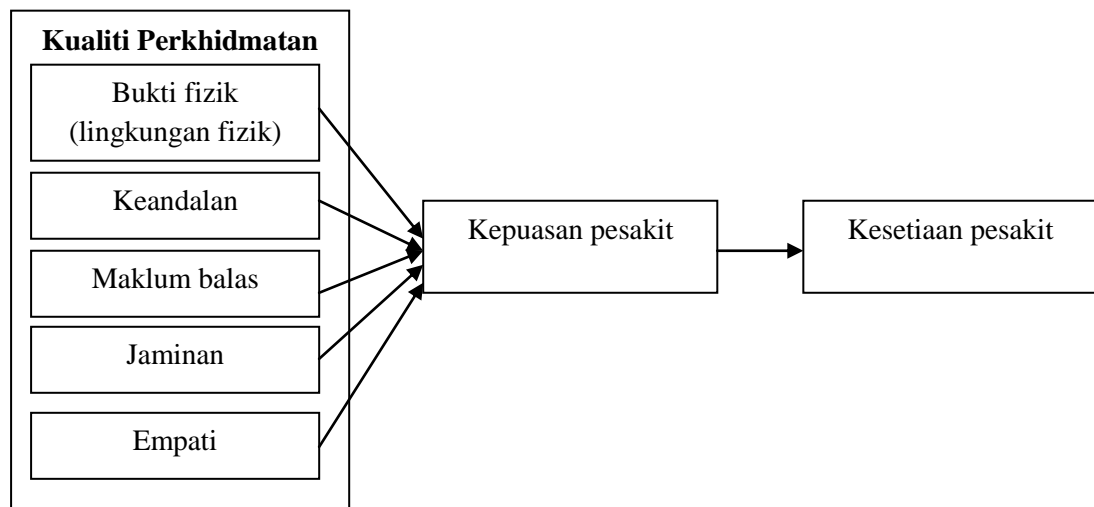 Kualiti Perkhidmatan
Bukti fizik
(lingkungan fizik)
Keandalan
Maklum balas
Jaminan
Empati
Kepuasan pesakit
Kesetiaan pesakit